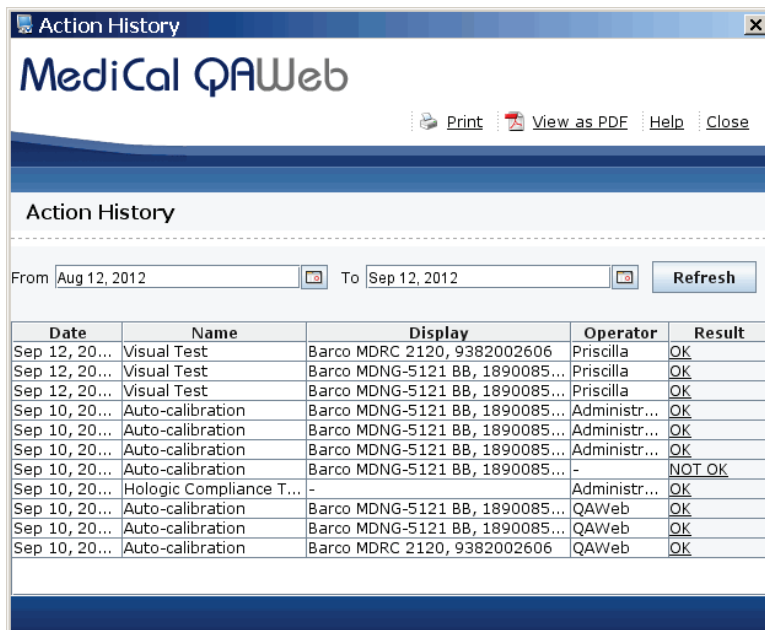 Action History
MediCal QAWeb
Print View as PDF Help Close
Action History
From Aug 12, 2012 To Sep 12, 2012 Refresh
Date Name Display Operator Result
Sep 12, 20... Visual Test Barco MDRC 2120, 9382002606 Priscilla OK
Sep 12, 20... Visual Test Barco MDNG-5121 BB, 1890085... Priscilla OK
Sep 12, 20... Visual Test Barco MDNG-5121 BB, 1890085... Priscilla OK
Sep 10, 20... Auto-calibration Barco MDNG-5121 BB, 1890085... Administr... OK
Sep 10, 20... Auto-calibration Barco MDNG-5121 BB, 1890085... Administr... OK
Sep 10, 20... Auto-calibration Barco MDNG-5121 BB, 1890085... Administr... OK
Sep 10, 20... Auto-calibration Barco MDNG-5121 BB, 1890085... - NOT OK
Sep 10, 20... Hologic Compliance T... - Administr... OK
Sep 10, 20... Auto-calibration Barco MDNG-5121 BB, 1890085... QAWeb OK
Sep 10, 20... Auto-calibration Barco MDNG-5121 BB, 1890085... QAWeb OK
Sep 10, 20... Auto-calibration Barco MDRC 2120, 9382002606 QAWeb OK